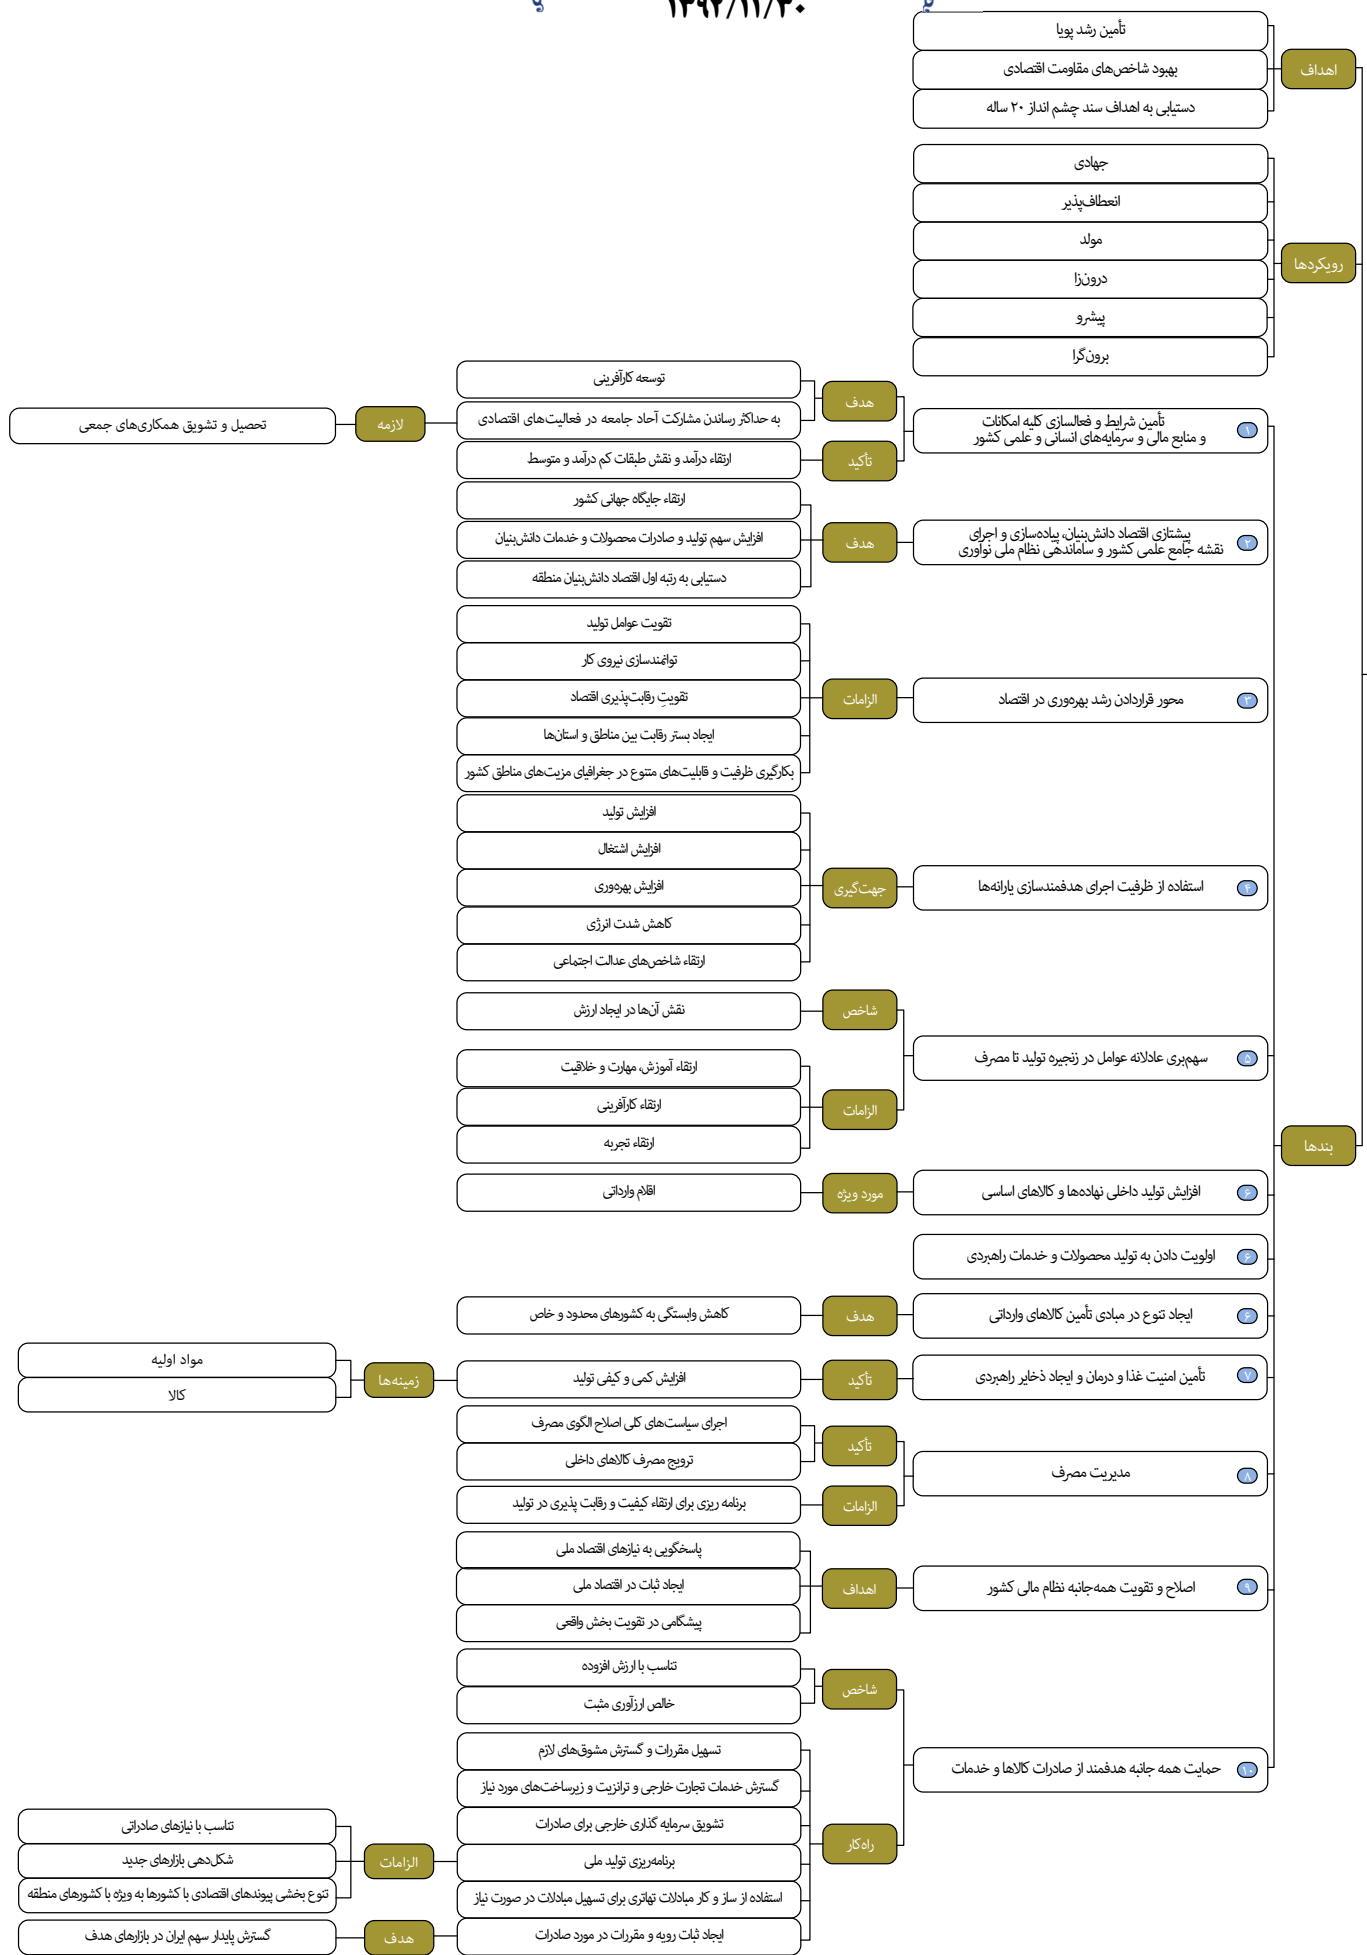 ۱۳۹۲/۱۱/۳۰
اهداف
تأمین رشد پویا
بهبود شاخص‌های مقاومت اقتصادی
دستیابی به اهداف سند چشم انداز ۲۰ ساله
رویکردها
جهادی
انعطاف‌پذیر
مولد
درون‌زا
پیشرو
برون‌گرا
بندها
۱
تأمین شرایط و فعالسازی کلیه امکانات
و منابع مالی و سرمایه‌های انسانی و علمی کشور
هدف
توسعه کارآفرینی
به حداکثر رساندن مشارکت آحاد جامعه در فعالیت‌های اقتصادی
لازمه
تحصیل و تشویق همکاری‌های جمعی
تأکید
ارتقاء درآمد و نقش طبقات کم درآمد و متوسط
۲
پیشتازی اقتصاد دانش‌بنیان، پیاده‌سازی و اجرای
نقشه جامع علمی کشور و ساماندهی نظام ملی نوآوری
هدف
ارتقاء جایگاه جهانی کشور
افزایش سهم تولید و صادرات محصولات و خدمات دانش‌بنیان
دستیابی به رتبه اول اقتصاد دانش‌بنیان منطقه
۳
محور قراردادن رشد بهره‌وری در اقتصاد
الزامات
تقویت عوامل تولید
توانمندسازی نیروی کار
تقویتِ رقابت‌پذیری اقتصاد
ایجاد بستر رقابت بین مناطق و استان‌ها
بکارگیری ظرفیت و قابلیت‌های متنوع در جغرافیای مزیت‌های مناطق کشور
۴
استفاده از ظرفیت اجرای هدفمندسازی یارانه‌ها
جهت‌گیری
افزایش تولید
افزایش اشتغال
افزایش بهره‌وری
کاهش شدت انرژی
ارتقاء شاخص‌های عدالت اجتماعی
۵
سهم‌بری عادلانه عوامل در زنجیره تولید تا مصرف
شاخص
نقش آن‌ها در ایجاد ارزش
الزامات
ارتقاء آموزش، مهارت و خلاقیت
ارتقاء کارآفرینی
ارتقاء تجربه
۶
افزایش تولید داخلی نهاده‌ها و کالاهای اساسی
مورد ویژه
اقلام وارداتی
۶
اولویت دادن به تولید محصولات و خدمات راهبردی
۶
ایجاد تنوع در مبادی تأمین کالاهای وارداتی
هدف
کاهش وابستگی به کشورهای محدود و خاص
۷
تأمین امنیت غذا و درمان و ایجاد ذخایر راهبردی
تأکید
افزایش کمی و کیفی تولید
زمینه‌ها
مواد اولیه
کالا
۸
مدیریت مصرف
تأکید
اجرای سیاست‌های کلی اصلاح الگوی مصرف
ترویج مصرف کالاهای داخلی
الزامات
برنامه ریزی برای ارتقاء کیفیت و رقابت پذیری در تولید
۹
اصلاح و تقویت همه‌جانبه نظام مالی کشور
اهداف
پاسخگویی به نیازهای اقتصاد ملی
ایجاد ثبات در اقتصاد ملی
پیشگامی در تقویت بخش واقعی
۱۰
حمایت همه جانبه هدفمند از صادرات کالاها و خدمات
شاخص
تناسب با ارزش افزوده
خالص ارزآوری مثبت
راه‌کار
تسهیل مقررات و گسترش مشوق‌های لازم
گسترش خدمات تجارت خارجی و ترانزیت و زیرساخت‌های مورد نیاز
تشویق سرمایه گذاری خارجی برای صادرات
برنامه‌ریزی تولید ملی
الزامات
تناسب با نیازهای صادراتی
شکل‌دهی بازارهای جدید
تنوع بخشی پیوندهای اقتصادی با کشورها به ویژه با کشورهای منطقه
استفاده از ساز و کار مبادلات تهاتری برای تسهیل مبادلات در صورت نیاز
ایجاد ثبات رویه و مقررات در مورد صادرات
هدف
گسترش پایدار سهم ایران در بازارهای هدف